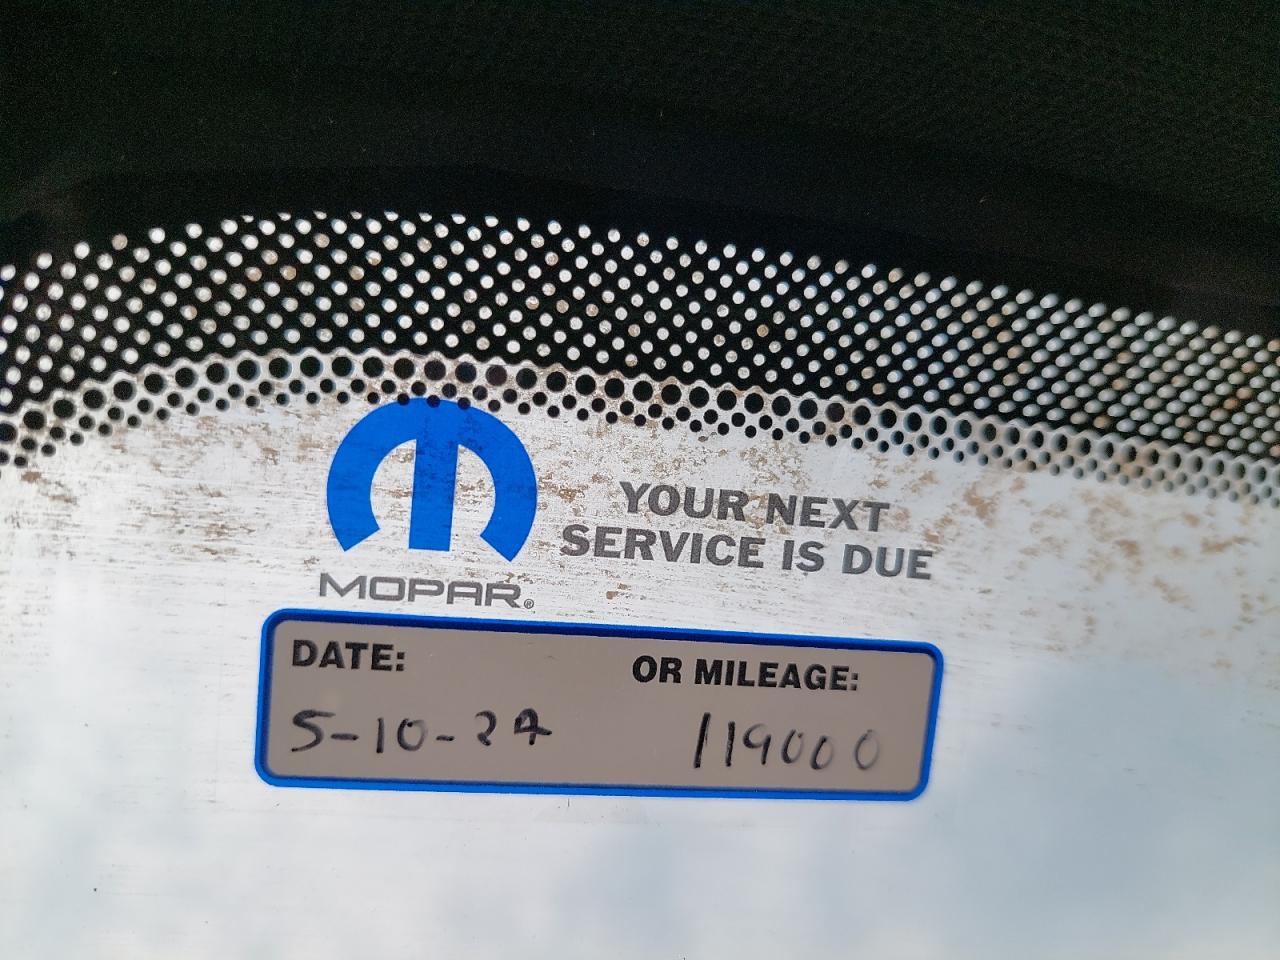 YOUR NEXT
SERVICE IS DUE
MOPAR®
DATE: OR MILEAGE:
5-10-24 119000